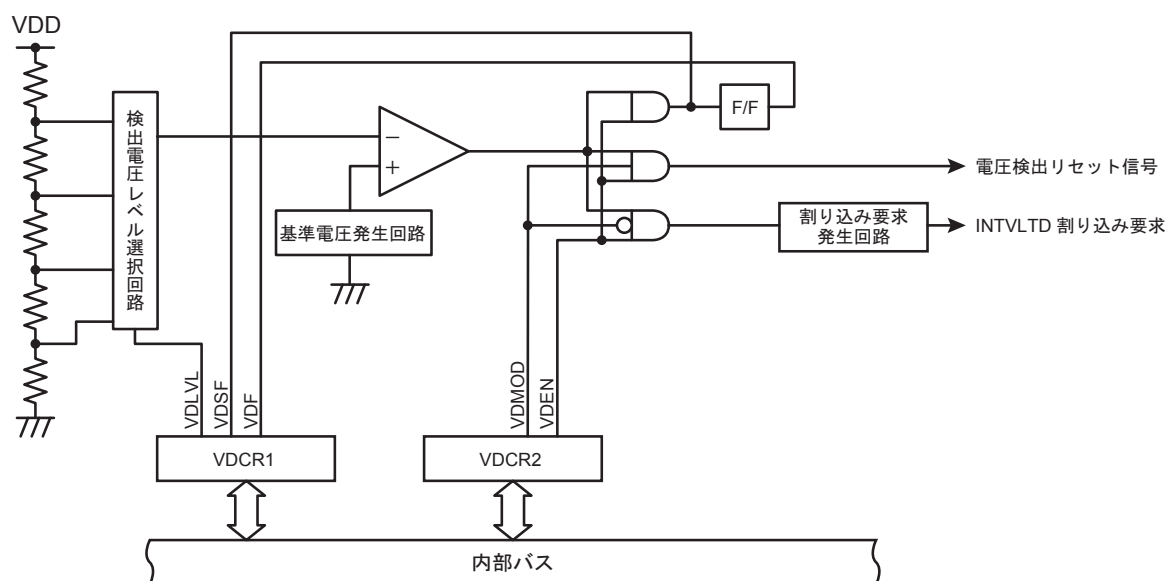 VDD
検出電圧レベル選択回路
−
+
基準電圧発生回路
F/F
電圧検出リセット信号
割り込み要求
発生回路
INTVLTD 割り込み要求
VDLVL
VDSF
VDF
VDMOD
VDEN
VDCR1
VDCR2
内部バス